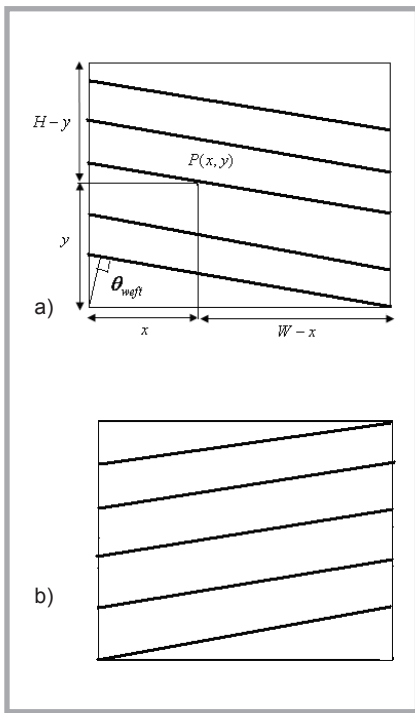 H − y
P(x, y)
y
θweft
a)
x
W − x
b)